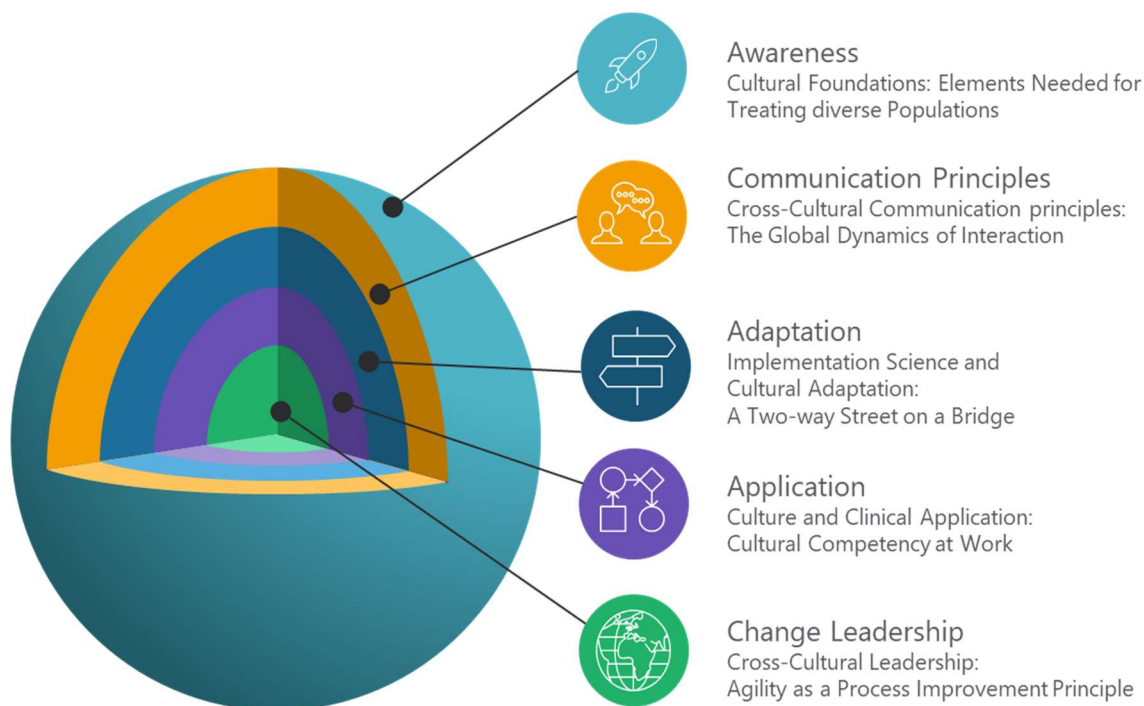 Awareness
Cultural Foundations: Elements Needed for
Treating diverse Populations
Communication Principles
Cross-Cultural Communication principles:
The Global Dynamics of Interaction
Adaptation
Implementation Science and
Cultural Adaptation:
A Two-way Street on a Bridge
Application
Culture and Clinical Application:
Cultural Competency at Work
Change Leadership
Cross-Cultural Leadership:
Agility as a Process Improvement Principle